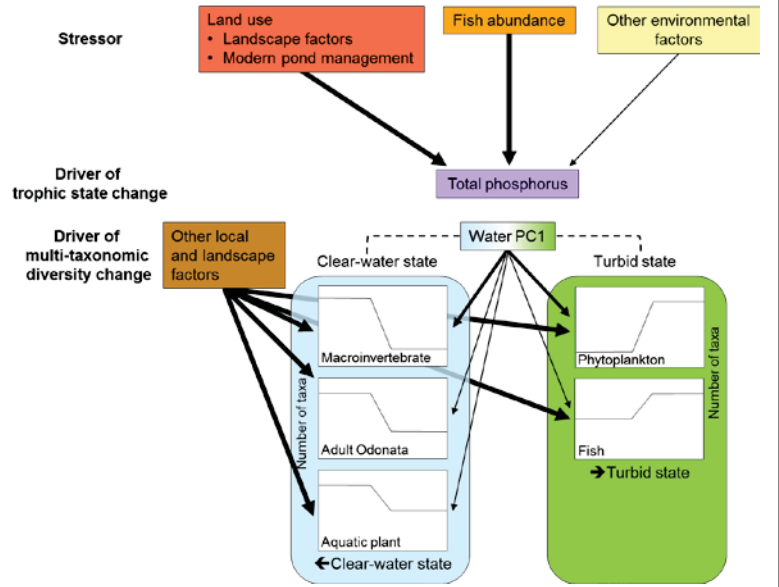 Stressor
Land use
• Landscape factors
• Modern pond management
Fish abundance
Other environmental
factors
Driver of
trophic state change
Total phosphorus
Driver of
multi-taxonomic
diversity change
Other local
and landscape
factors
Water PC1
Clear-water state
Turbid state
Number of taxa
Macroinvertebrate
Adult Odonata
Aquatic plant
←Clear-water state
Phytoplankton
Fish
Number of taxa
→Turbid state